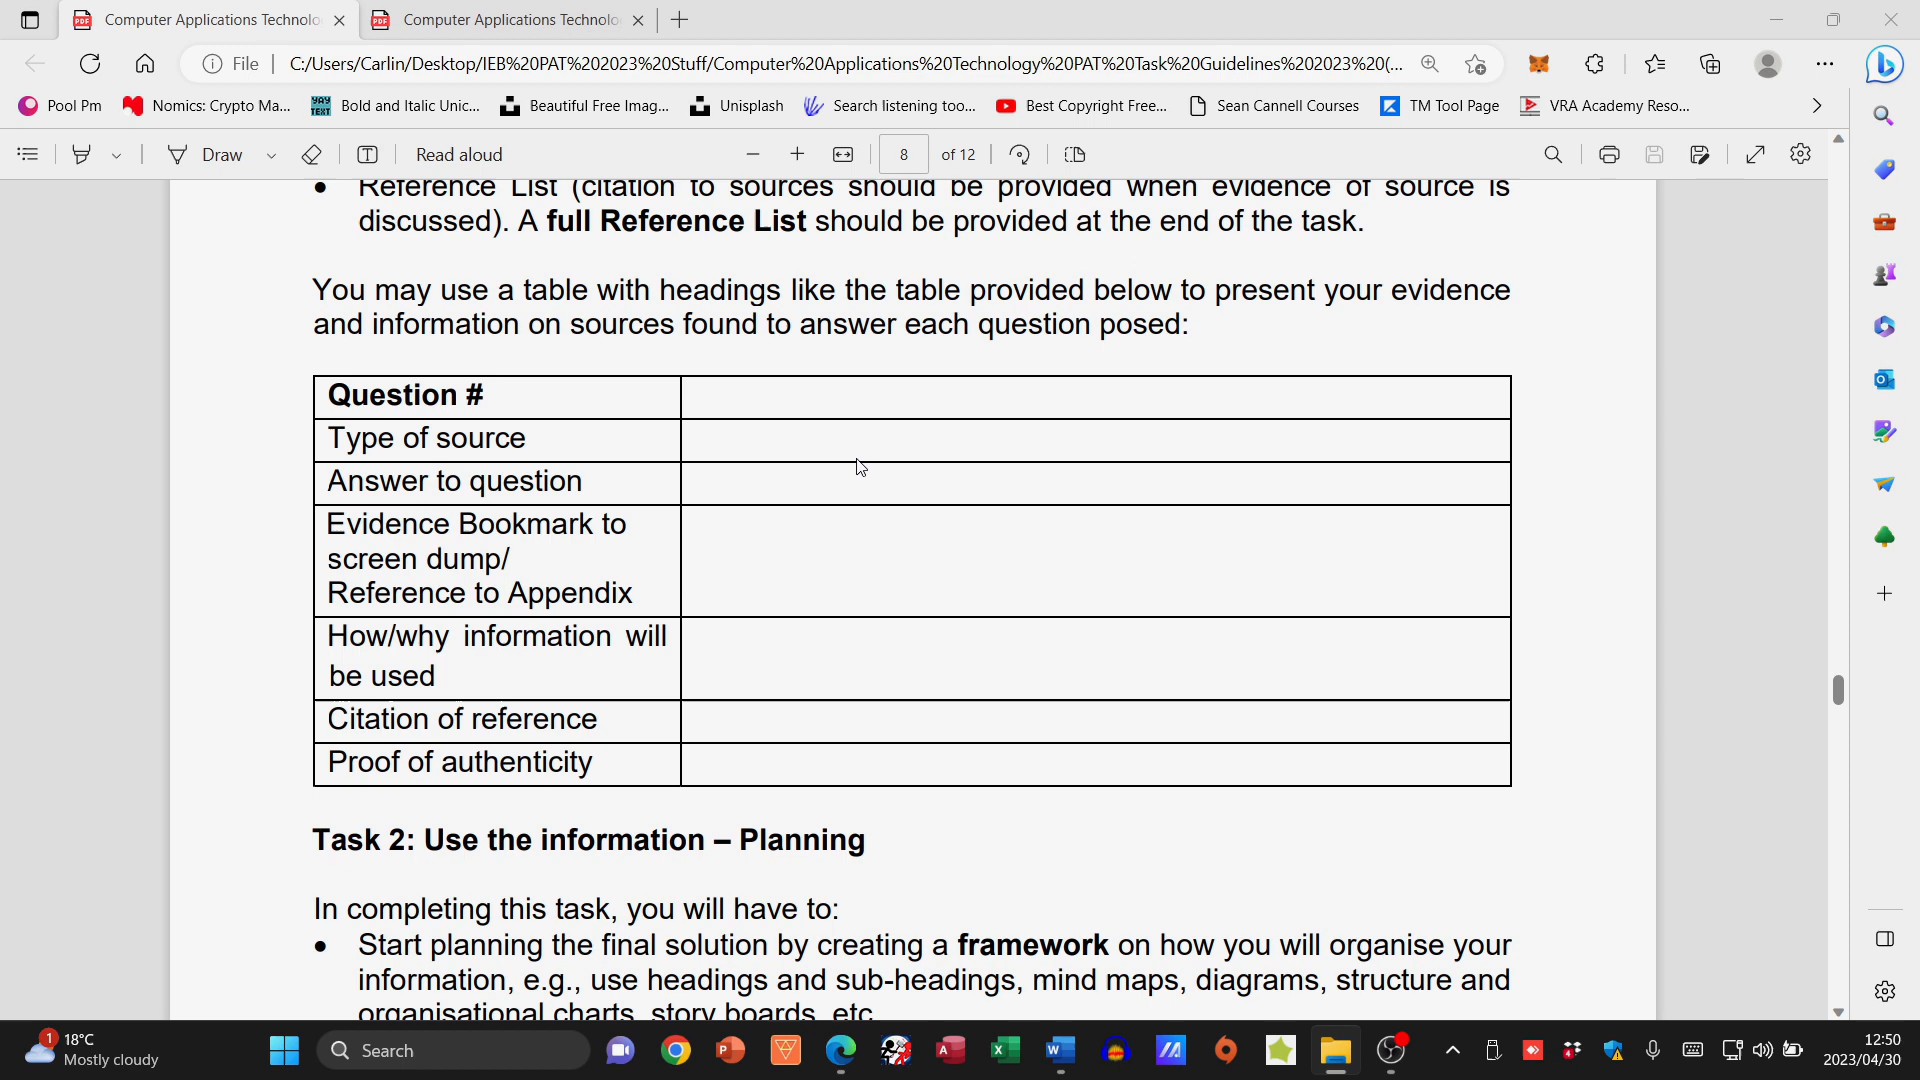 Computer Applications Technolo
Computer Applications Technolo
File
C:/Users/Carlin/Desktop/IEB%20PAT%202023%20Stuff/Computer%20Applications%20Technology%20PAT%20Task%20Guidelines%202023%20(...
Pool Pm
Nomics: Crypto Ma...
YAY TEXT
Bold and Italic Unic...
Beautiful Free Imag...
Unisplash
Search listening too...
Best Copyright Free...
Sean Cannell Courses
TM Tool Page
VRA Academy Reso...
Draw
Read aloud
8
of 12
• Reference List (citation to sources should be provided when evidence of source is
discussed). A full Reference List should be provided at the end of the task.
You may use a table with headings like the table provided below to present your evidence
and information on sources found to answer each question posed:
Question #
Type of source
Answer to question
Evidence Bookmark to
screen dump/
Reference to Appendix
How/why information will
be used
Citation of reference
Proof of authenticity
Task 2: Use the information – Planning
In completing this task, you will have to:
• Start planning the final solution by creating a framework on how you will organise your
information, e.g., use headings and sub-headings, mind maps, diagrams, structure and
organisational charts, story boards, etc.
1
18°C
Mostly cloudy
Search
12:50
2023/04/30